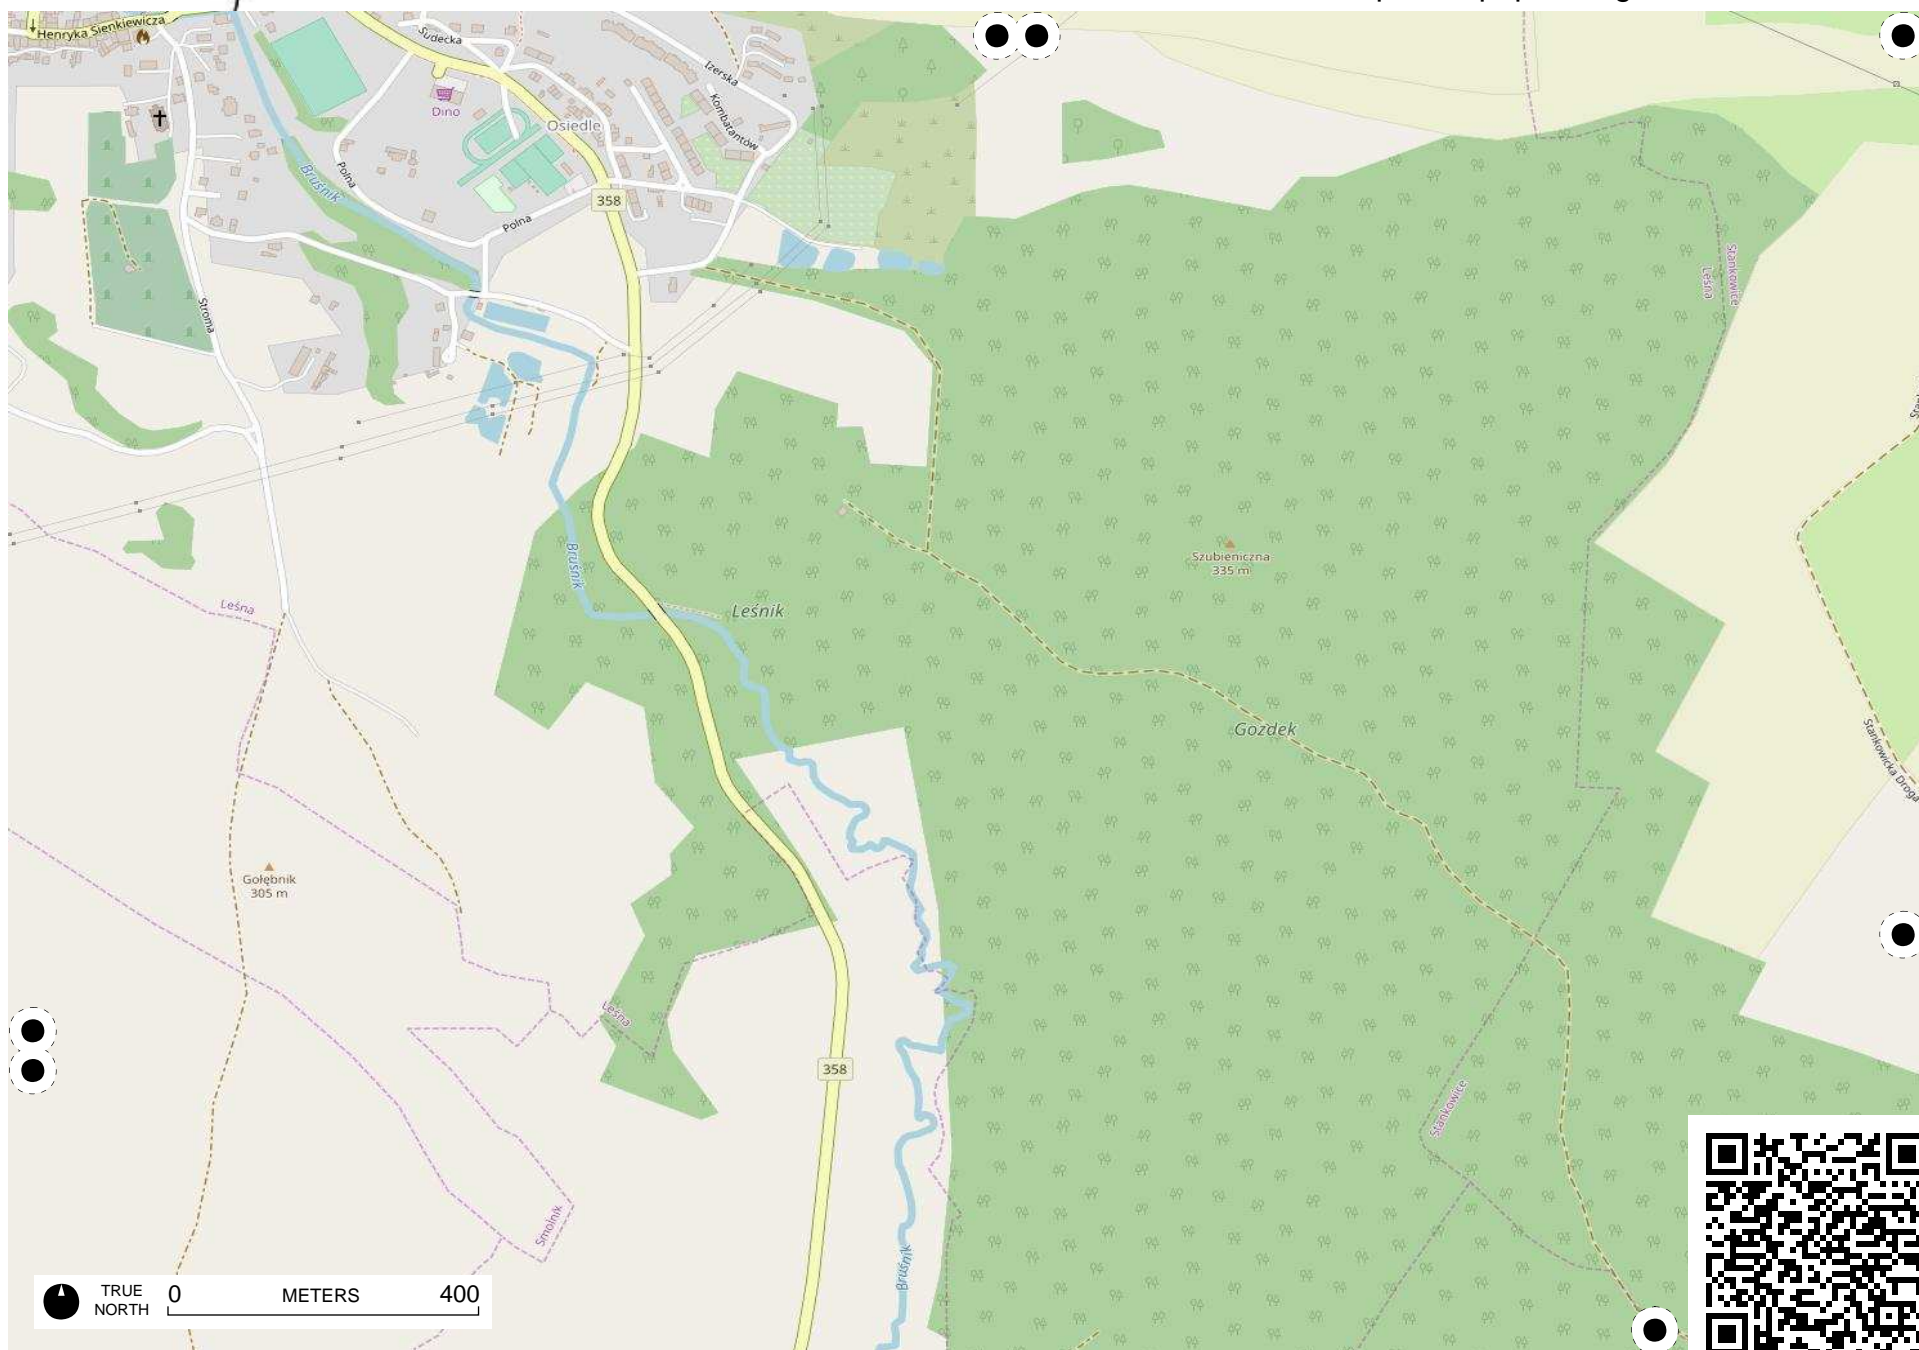 Henryka Sienkiewicza
Sudecka
Izerska
Dino
Kombatantów
Osiedle
Bruśnik
Polna
358
Polna
Stankowice
Leśna
Stroma
Bruśnik
Szubieniczna
335 m
Leśna
Leśnik
Gozdek
Stankowicka Droga
Gołębnik
305 m
Leśna
358
Stankowice
Smolnik
Bruśnik
TRUE
NORTH
0 METERS 400